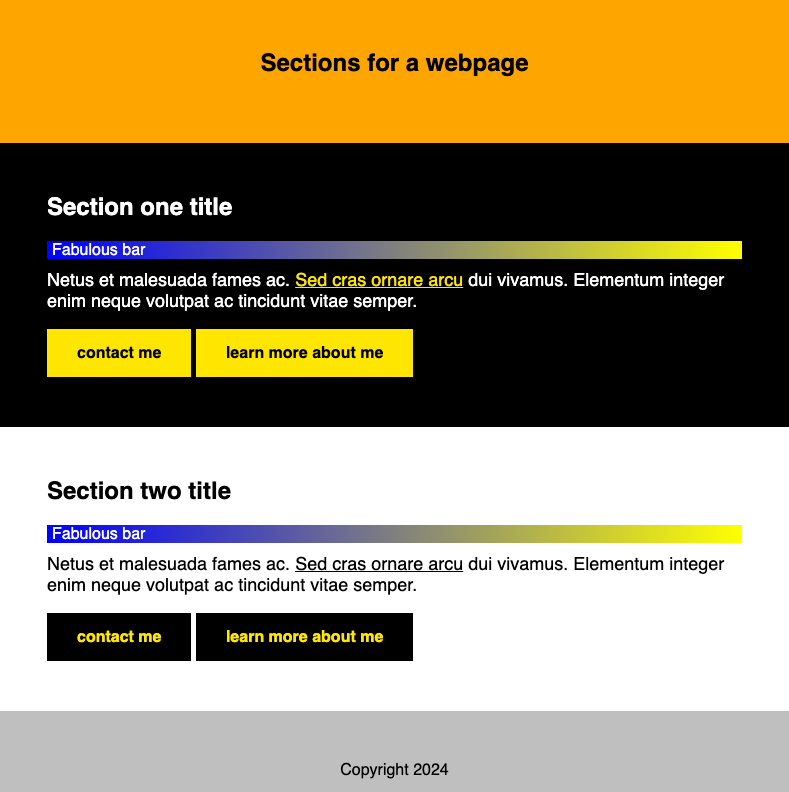 Sections for a webpage
Section one title
Fabulous bar
Netus et malesuada fames ac. Sed cras ornare arcu dui vivamus. Elementum integer
enim neque volutpat ac tincidunt vitae semper.
contact me learn more about me
Section two title
Fabulous bar
Netus et malesuada fames ac. Sed cras ornare arcu dui vivamus. Elementum integer
enim neque volutpat ac tincidunt vitae semper.
contact me learn more about me
Copyright 2024